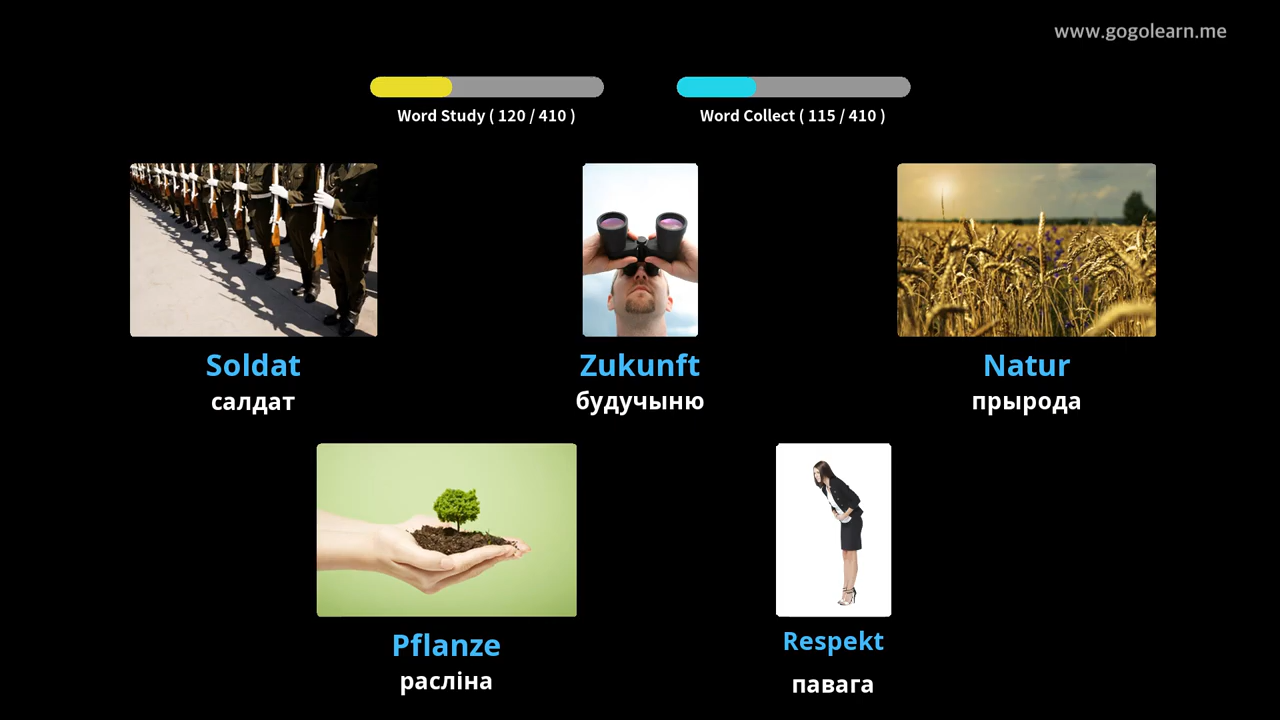 www.gogolearn.me
Word Study ( 120 / 410 )
Word Collect ( 115 / 410 )
Soldat
салдат
Zukunft
будучыню
Natur
прырода
Pflanze
расліна
Respekt
павага